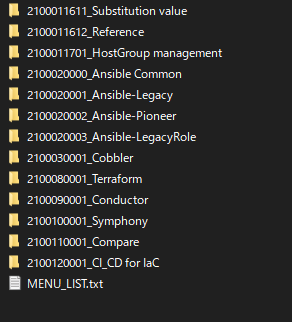 2100011611_Substitution value
2100011612_Reference
2100011701_HostGroup management
2100020000_Ansible Common
2100020001_Ansible-Legacy
2100020002_Ansible-Pioneer
2100020003_Ansible-LegacyRole
2100030001_Cobbler
2100080001_Terraform
2100090001_Conductor
2100100001_Symphony
2100110001_Compare
2100120001_CI_CD for IaC
MENU_LIST.txt